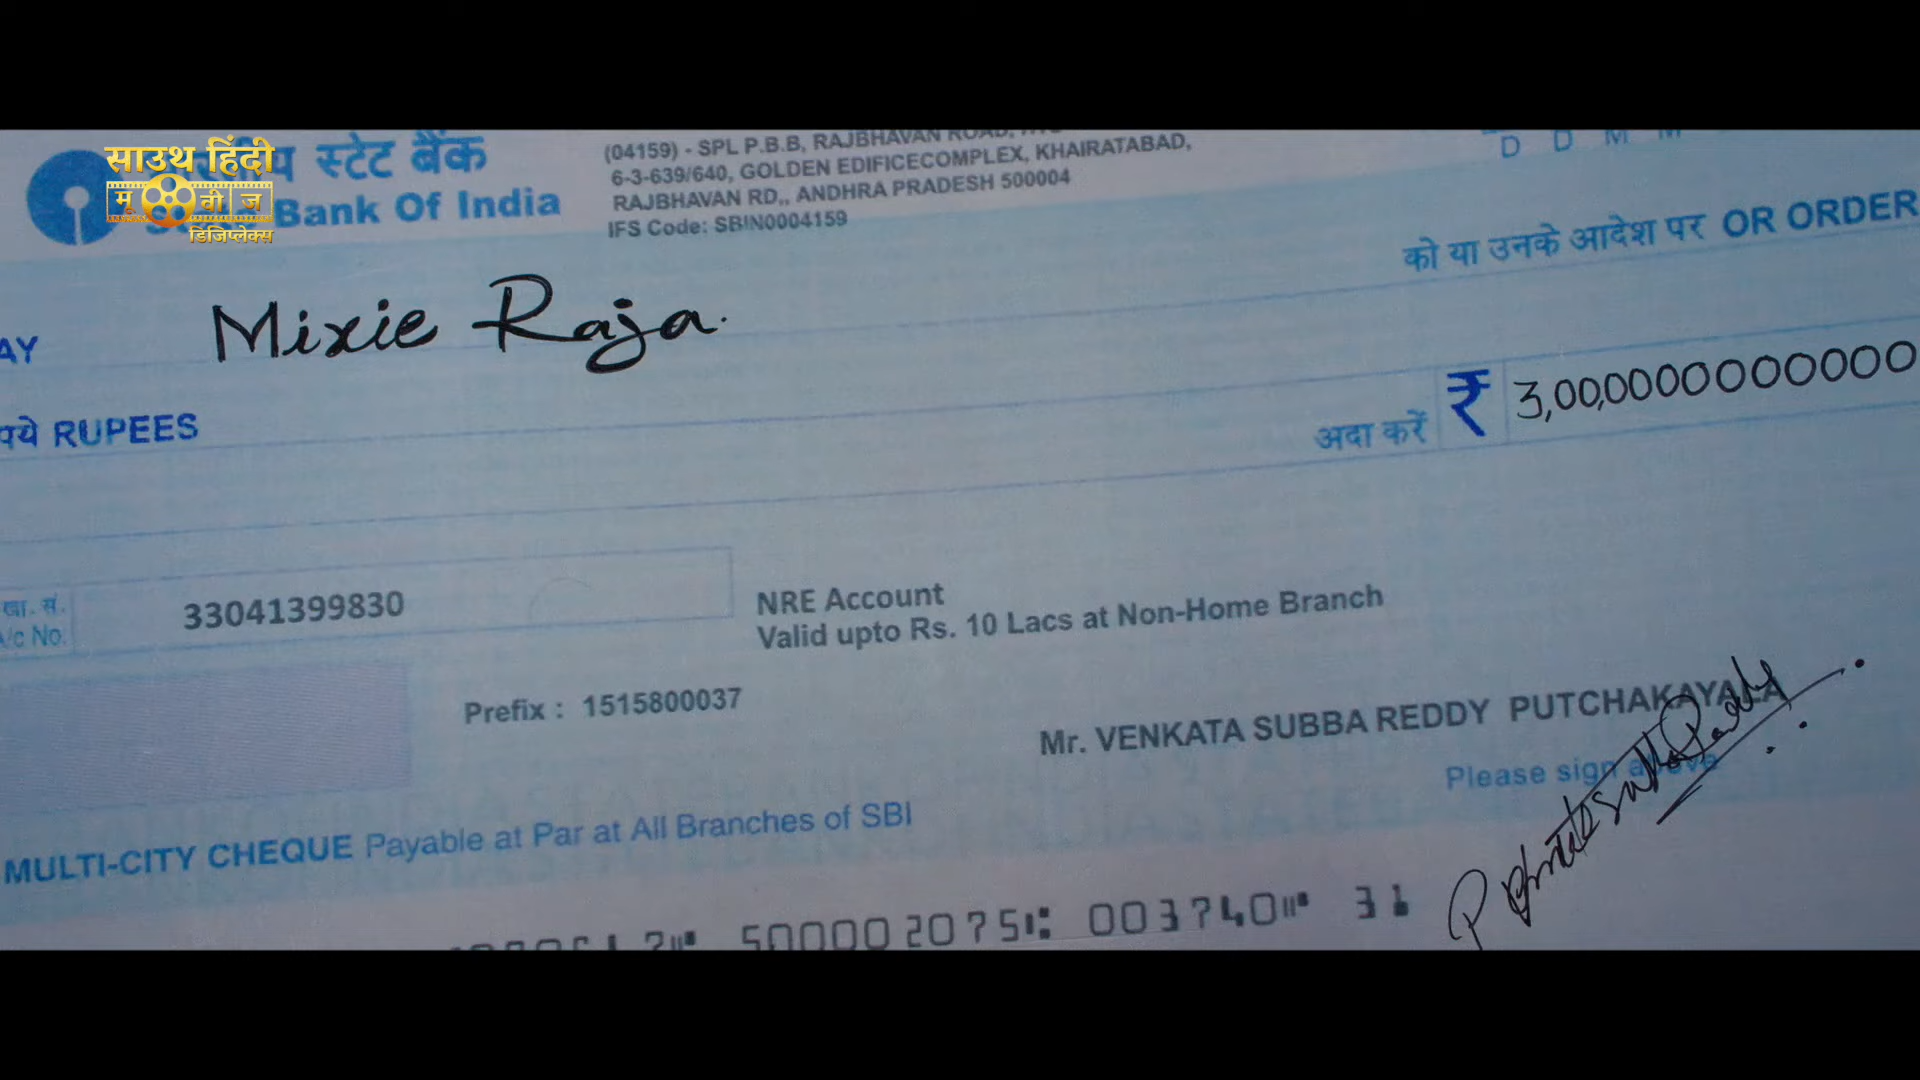 साउथ हिंदी
मूवीज
डिजिप्लेक्स
स्टेट बैंक
Bank Of India
(04159) - SPL P.B.B, RAJBHAVAN ROAD,
6-3-639/640, GOLDEN EDIFICECOMPLEX, KHAIRATABAD,
RAJBHAVAN RD,, ANDHRA PRADESH 500004
IFS Code: SBIN0004159
D D M M
को या उनके आदेश पर OR ORDER
AY Mixie Raja.
RUPEES
अदा करें ₹ 3,00,00000000000
खा. सं.
A/c No.
33041399830
NRE Account
Valid upto Rs. 10 Lacs at Non-Home Branch
Prefix : 1515800037
Mr. VENKATA SUBBA REDDY PUTCHAKAYALA
Please sign above
MULTI-CITY CHEQUE Payable at Par at All Branches of SBI
500002075⑆ 003740⑈ 31